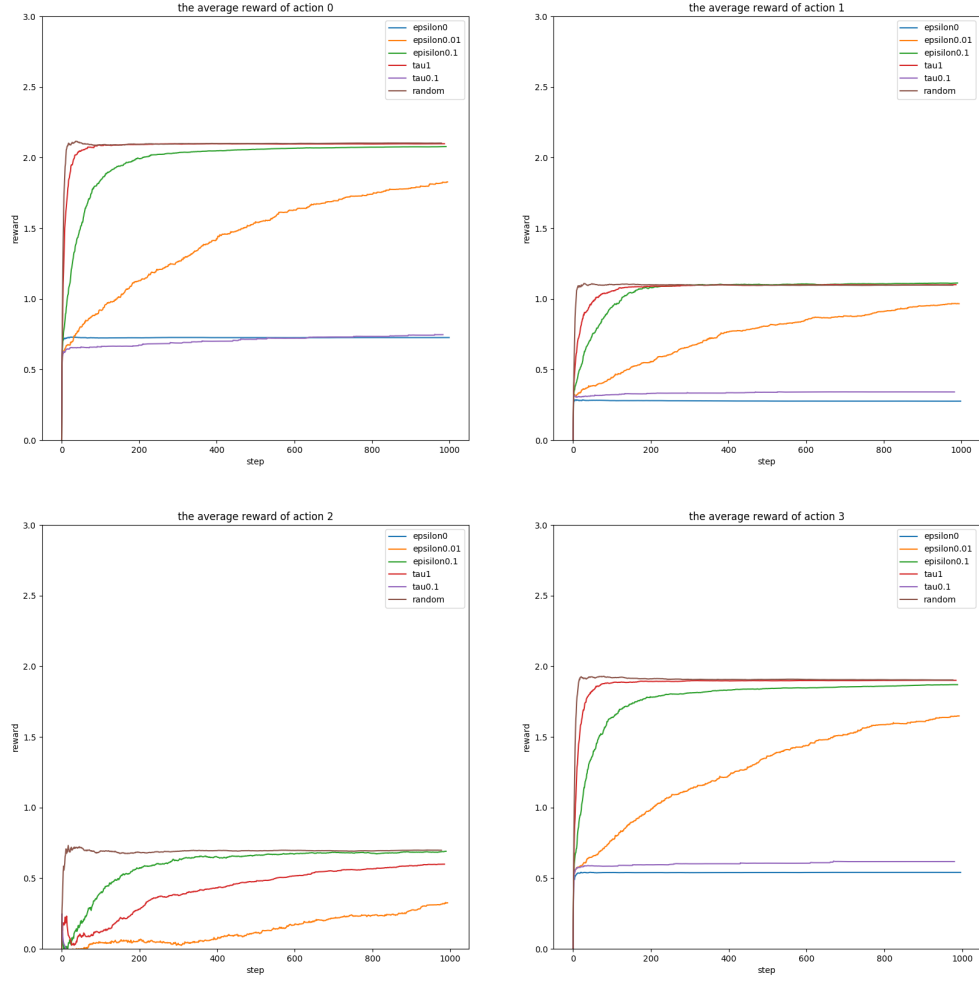 the average reward of action 0
3.0
2.5
2.0
1.5
1.0
0.5
0.0
reward
0
200
400
600
800
1000
step
epsilon0
epsilon0.01
episilon0.1
tau1
tau0.1
random
the average reward of action 1
3.0
2.5
2.0
1.5
1.0
0.5
0.0
reward
0
200
400
600
800
1000
step
epsilon0
epsilon0.01
episilon0.1
tau1
tau0.1
random
the average reward of action 2
3.0
2.5
2.0
1.5
1.0
0.5
0.0
reward
0
200
400
600
800
1000
step
epsilon0
epsilon0.01
episilon0.1
tau1
tau0.1
random
the average reward of action 3
3.0
2.5
2.0
1.5
1.0
0.5
0.0
reward
0
200
400
600
800
1000
step
epsilon0
epsilon0.01
episilon0.1
tau1
tau0.1
random